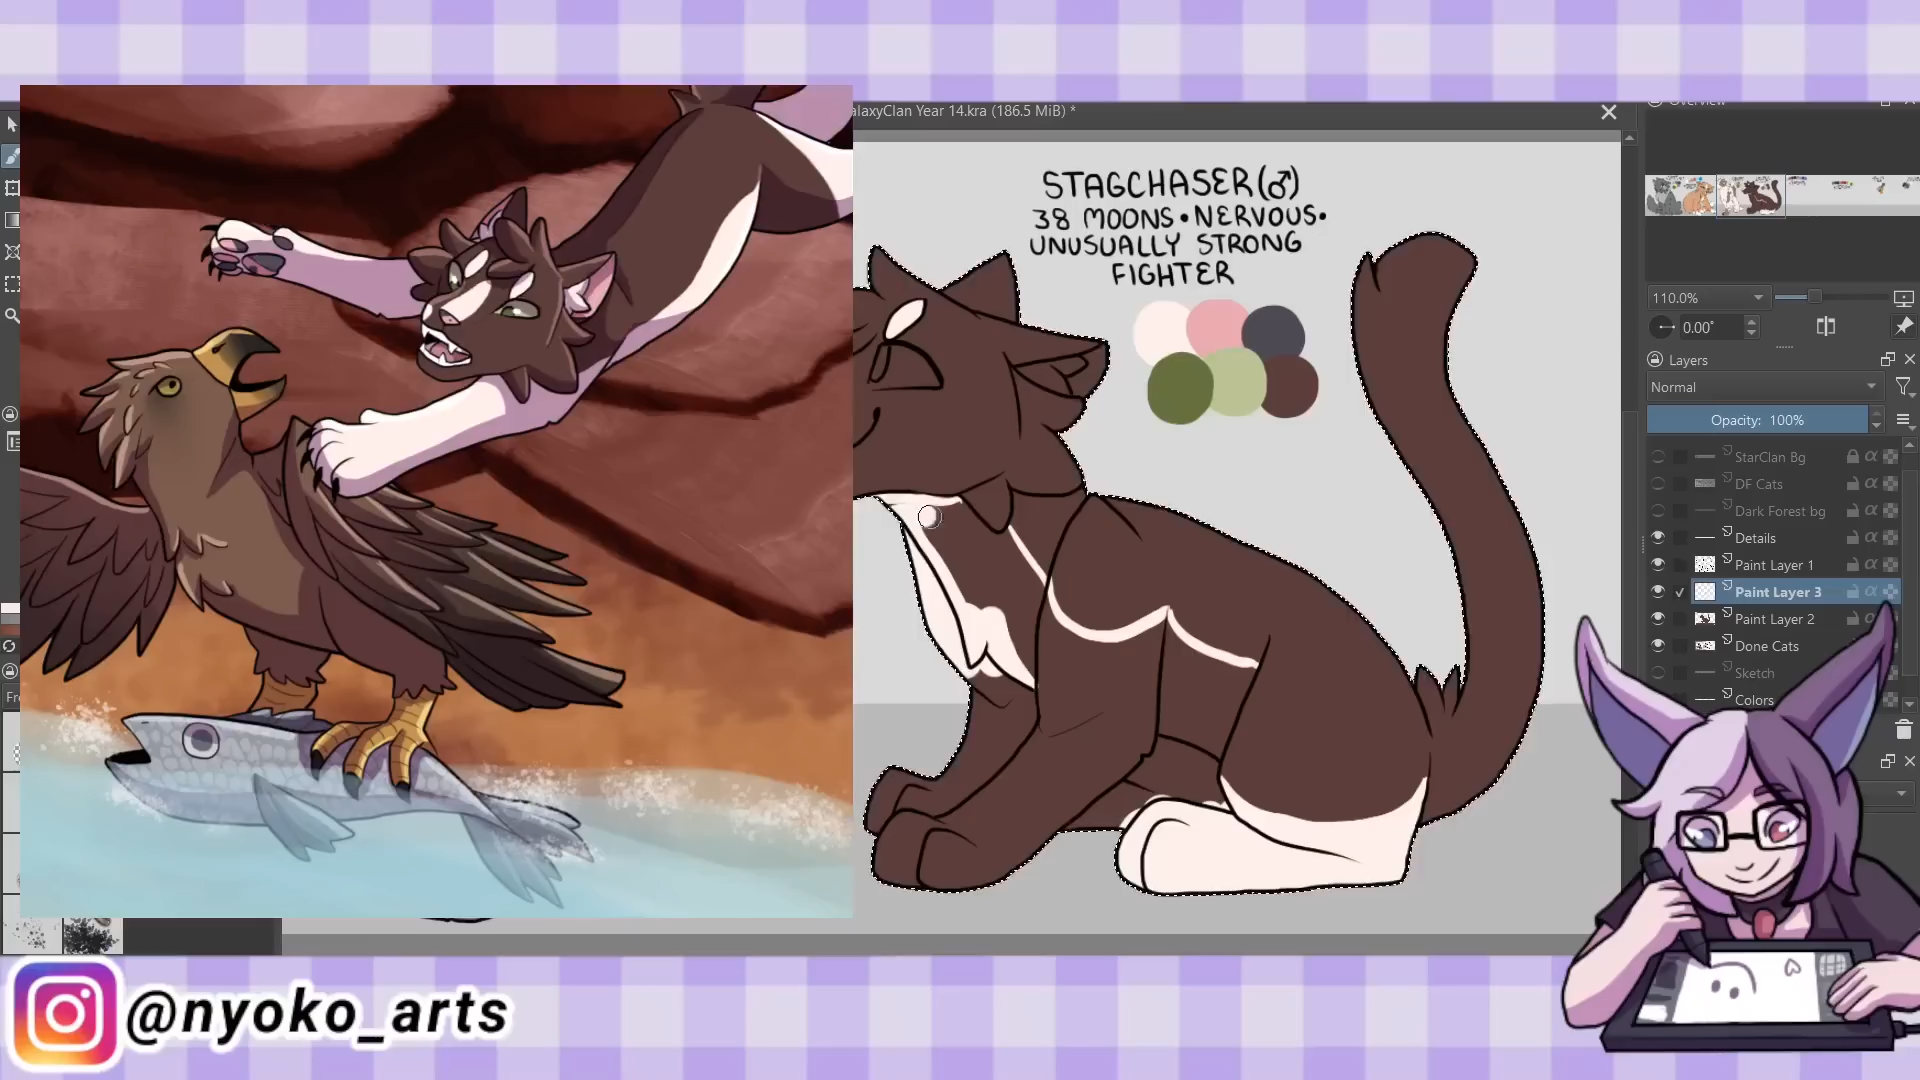 alaxyClan Year 14.kra (186.5 MiB) *
Overview
STAGCHASER(♂)
38 MOONS•NERVOUS•
UNUSUALLY STRONG
FIGHTER
110.0%
0.00°
Layers
Normal
Opacity: 100%
StarClan Bg
DF Cats
Dark Forest bg
Details
Paint Layer 1
Paint Layer 3
Paint Layer 2
Done Cats
Sketch
Colors
Fr
@nyoko_arts